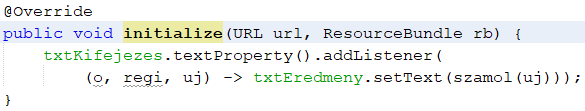 @Override
public void initialize(URL url, ResourceBundle rb) {
txtKifejezes.textProperty().addListener(
(o, regi, uj) -> txtEredmeny.setText(szamol(uj)));
}